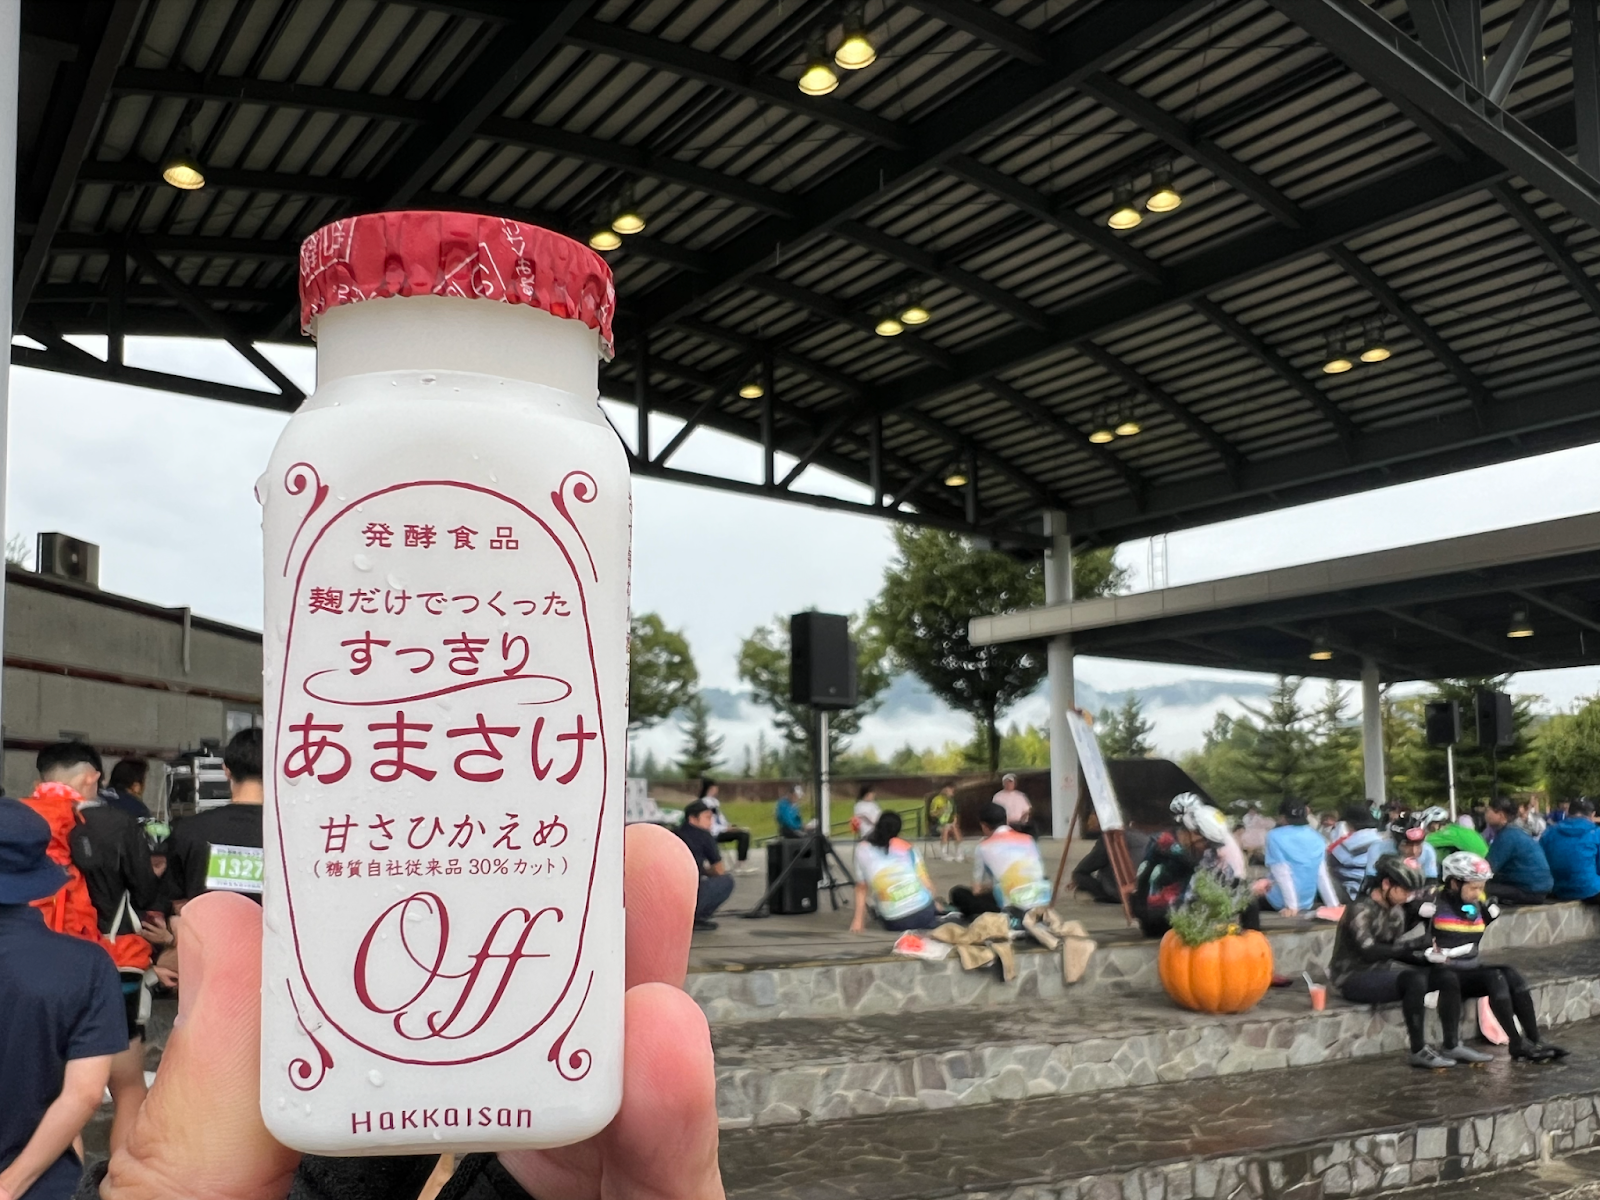 発酵食品
麹だけでつくった
すっきり
あまさけ
甘さひかえめ
(糖質自社従来品30%カット)
Off
HAKKAISAN
1327